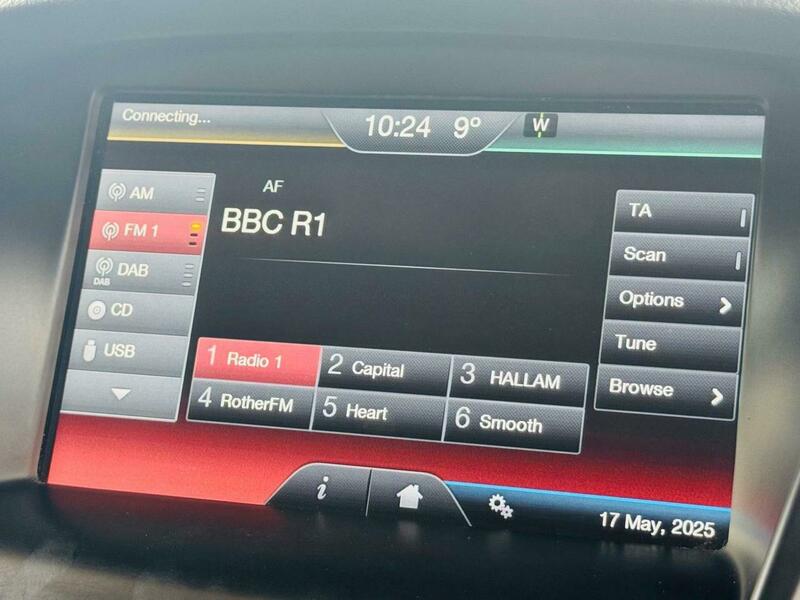 Connecting...
10:24 9°
W
AM
FM 1
DAB
DAB
CD
USB
AF
BBC R1
TA
Scan
Options
Tune
Browse
1 Radio 1
2 Capital
3 HALLAM
4 RotherFM
5 Heart
6 Smooth
i
17 May, 2025